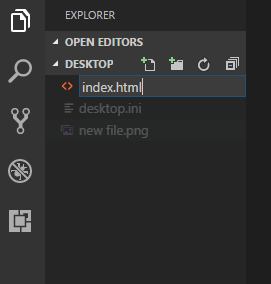 EXPLORER
OPEN EDITORS
DESKTOP
index.html
desktop.ini
new file.png